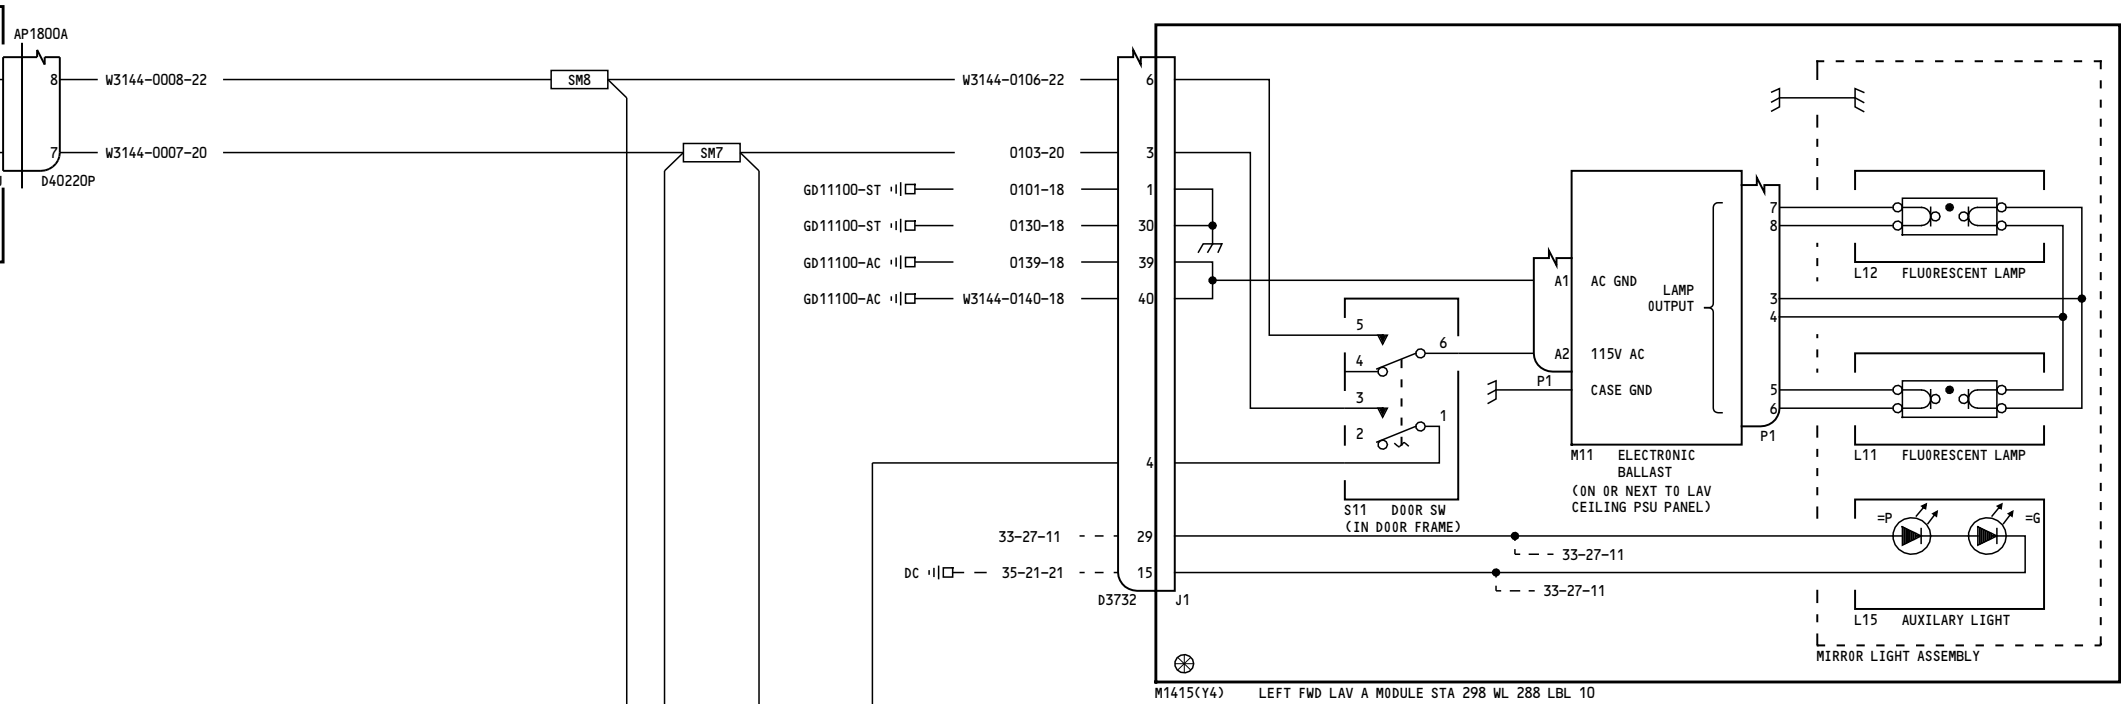 AP1800A
8 W3144-0008-22 SM8 W3144-0106-22 6
7 W3144-0007-20 SM7 0103-20 3
D40220P
GD11100-ST 0101-18 1
GD11100-ST 0130-18 30
GD11100-AC 0139-18 39
GD11100-AC W3144-0140-18 40
4
33-27-11 29
DC 35-21-21 15
D3732 J1
5
4
6
3
2
1
S11 DOOR SW
(IN DOOR FRAME)
33-27-11
33-27-11
A1 AC GND
A2 115V AC
P1
CASE GND
LAMP
OUTPUT
7
8
3
4
5
6
P1
M11 ELECTRONIC
BALLAST
(ON OR NEXT TO LAV
CEILING PSU PANEL)
L12 FLUORESCENT LAMP
L11 FLUORESCENT LAMP
=P =G
L15 AUXILARY LIGHT
MIRROR LIGHT ASSEMBLY
M1415(Y4) LEFT FWD LAV A MODULE STA 298 WL 288 LBL 10